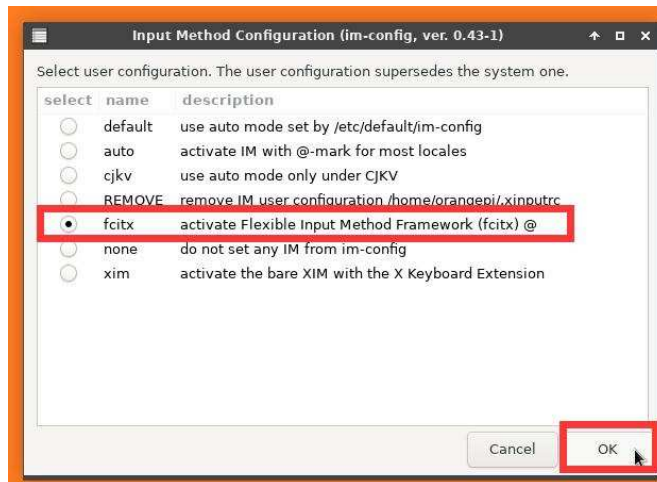 Input Method Configuration (im-config, ver. 0.43-1)
Select user configuration. The user configuration supersedes the system one.
select name description
default use auto mode set by /etc/default/im-config
auto activate IM with @-mark for most locales
cjkv use auto mode only under CJKV
REMOVE remove IM user configuration /home/orangepi/.xinputrc
fcitx activate Flexible Input Method Framework (fcitx) @
none do not set any IM from im-config
xim activate the bare XIM with the X Keyboard Extension
Cancel OK